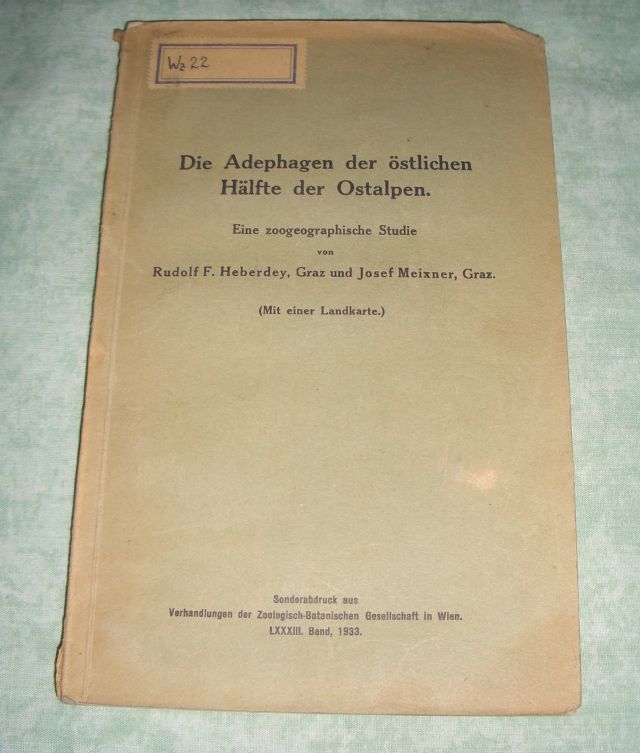 Wz 22
Die Adephagen der östlichen
Hälfte der Ostalpen.
Eine zoogeographische Studie
von
Rudolf F. Heberdey, Graz und Josef Meixner, Graz.
(Mit einer Landkarte.)
Sonderabdruck aus
Verhandlungen der Zoologisch-Botanischen Gesellschaft in Wien.
LXXXIII. Band, 1933.